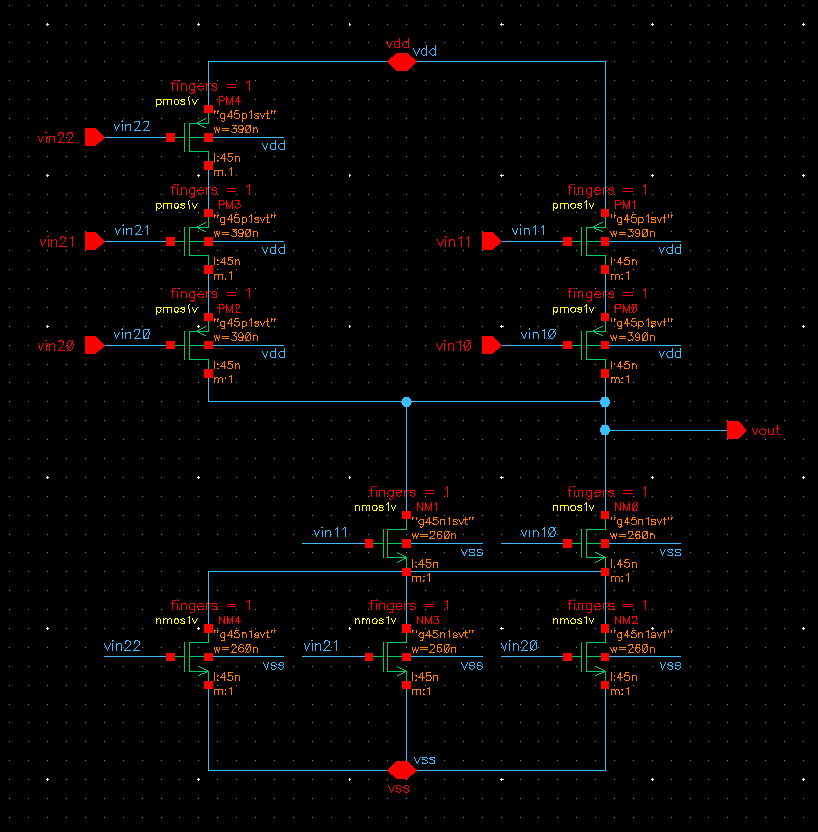 vdd
vdd
fingers = 1
pmos1v
PM4
"g45p1svt"
vin22
vin22
w=390n
vdd
l:45n
m:1
fingers = 1
pmos1v
PM3
"g45p1svt"
vin21
vin21
w=390n
vdd
l:45n
m:1
fingers = 1
pmos1v
PM1
"g45p1svt"
vin11
vin11
w=390n
vdd
l:45n
m:1
fingers = 1
pmos1v
PM2
"g45p1svt"
vin20
vin20
w=390n
vdd
l:45n
m:1
fingers = 1
pmos1v
PM0
"g45p1svt"
vin10
vin10
w=390n
vdd
l:45n
m:1
vout
fingers = 1
nmos1v
NM1
"g45n1svt"
vin11
w=260n
vss
l:45n
m:1
fingers = 1
nmos1v
NM0
"g45n1svt"
vin10
w=260n
vss
l:45n
m:1
fingers = 1
nmos1v
NM4
"g45n1svt"
vin22
w=260n
vss
l:45n
m:1
fingers = 1
nmos1v
NM3
"g45n1svt"
vin21
w=260n
vss
l:45n
m:1
fingers = 1
nmos1v
NM2
"g45n1svt"
vin20
w=260n
vss
l:45n
m:1
vss
vss